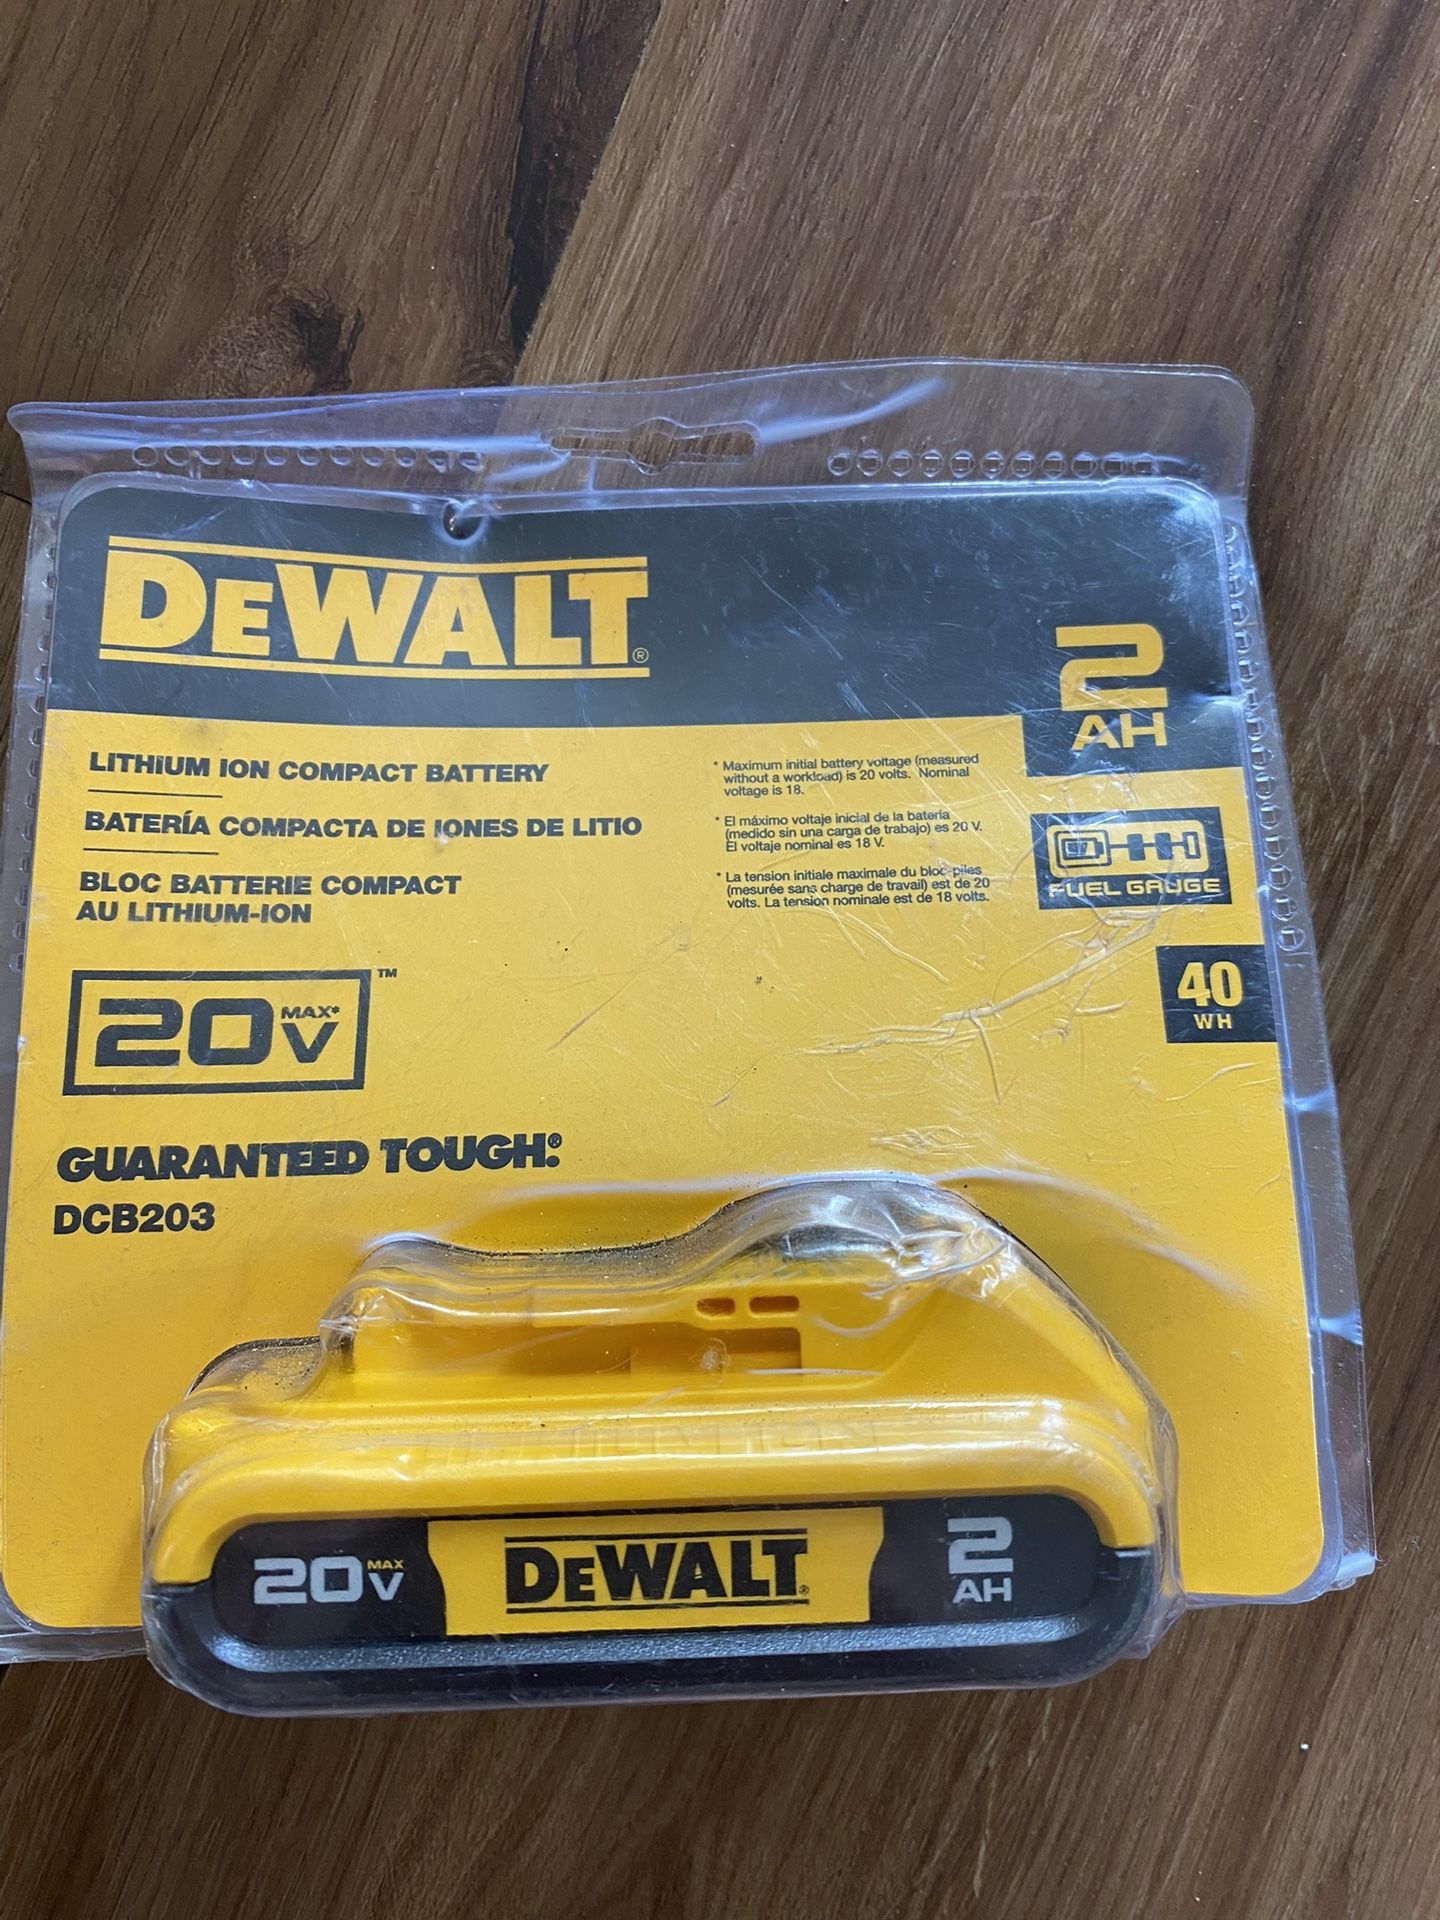 DEWALT®
2
AH
LITHIUM ION COMPACT BATTERY
BATERÍA COMPACTA DE IONES DE LITIO
BLOC BATTERIE COMPACT
AU LITHIUM-ION
* Maximum initial battery voltage (measured
without a workload) is 20 volts. Nominal
voltage is 18.
* El máximo voltaje inicial de la batería
(medido sin una carga de trabajo) es 20 V.
El voltaje nominal es 18 V.
* La tension initiale maximale du bloc-piles
(mesurée sans charge de travail) est de 20
volts. La tension nominale est de 18 volts.
FUEL GAUGE™
40
WH
20V MAX*™
GUARANTEED TOUGH.®
DCB203
20V MAX
DEWALT®
2
AH